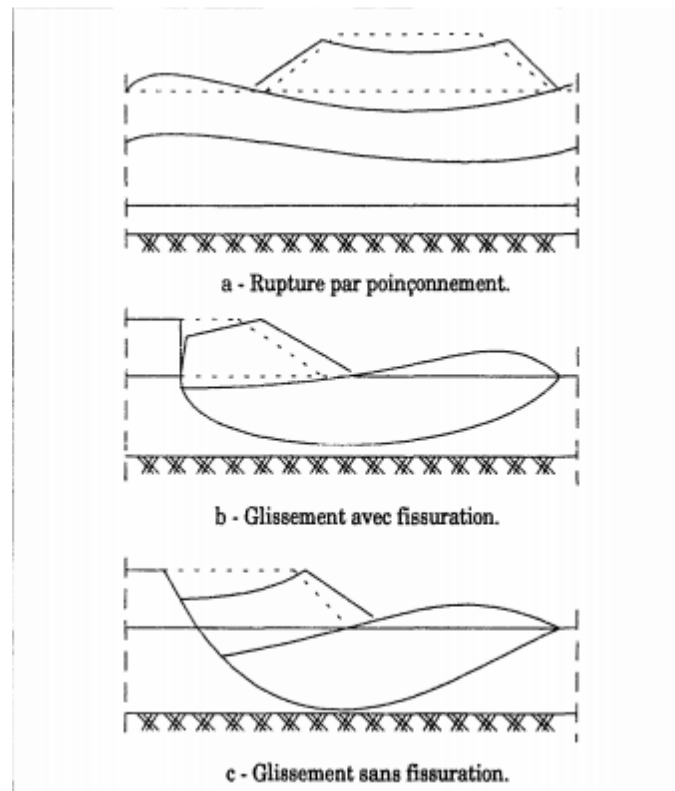 a - Rupture par poinçonnement.
b - Glissement avec fissuration.
c - Glissement sans fissuration.